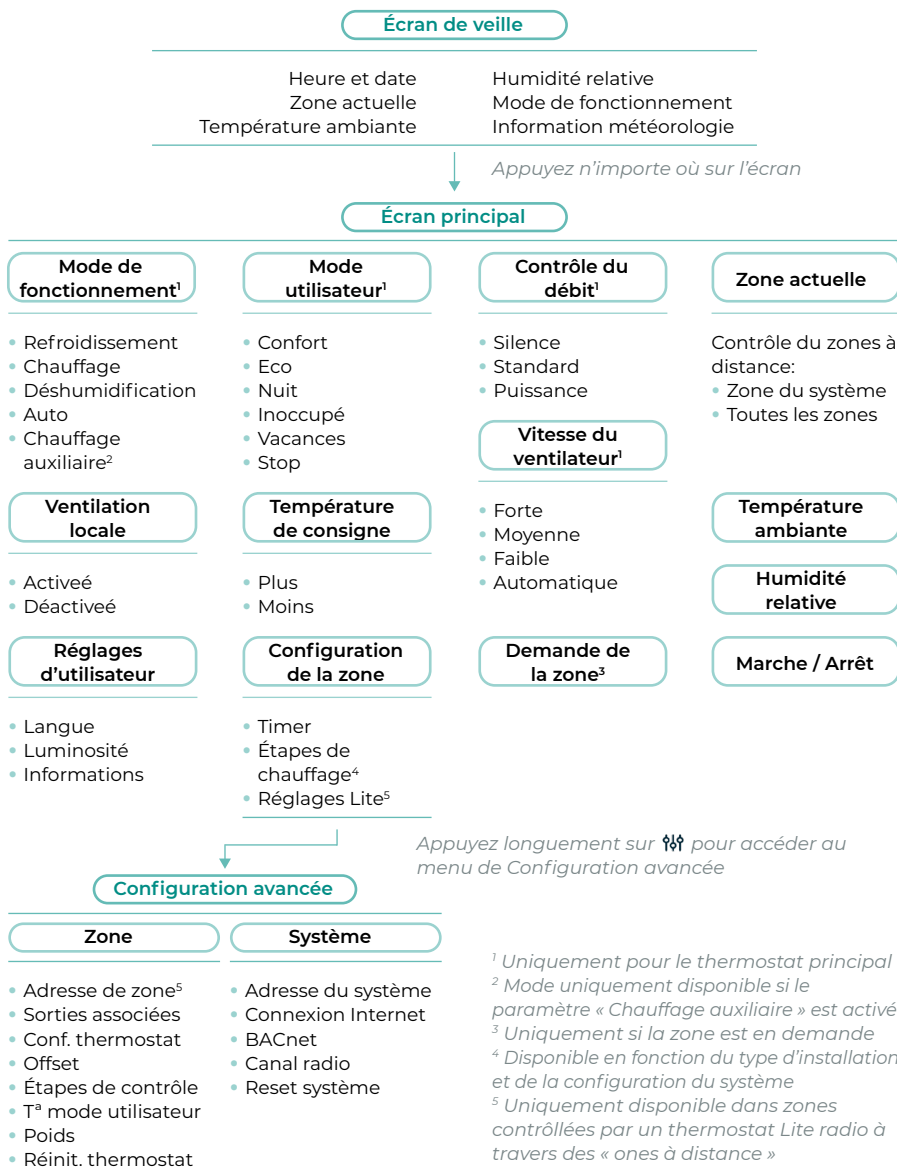 Écran de veille
Heure et date
Zone actuelle
Température ambiante
Humidité relative
Mode de fonctionnement
Information météorologie
Appuyez n'importe où sur l'écran
Écran principal
Mode de
fonctionnement¹
• Refroidissement
• Chauffage
• Déshumidification
• Auto
• Chauffage
auxiliaire²
Mode
utilisateur¹
• Confort
• Eco
• Nuit
• Inoccupé
• Vacances
• Stop
Contrôle du
débit¹
• Silence
• Standard
• Puissance
Vitesse du
ventilateur¹
• Forte
• Moyenne
• Faible
• Automatique
Zone actuelle
Contrôle du zones à
distance:
• Zone du système
• Toutes les zones
Ventilation
locale
• Activeé
• Déactiveé
Température
de consigne
• Plus
• Moins
Température
ambiante
Humidité
relative
Réglages
d'utilisateur
• Langue
• Luminosité
• Informations
Configuration
de la zone
• Timer
• Étapes de
chauffage⁴
• Réglages Lite⁵
Demande de
la zone³
Marche / Arrêt
Appuyez longuement sur pour accéder au
menu de Configuration avancée
Configuration avancée
Zone
• Adresse de zone⁵
• Sorties associées
• Conf. thermostat
• Offset
• Étapes de contrôle
• Tª mode utilisateur
• Poids
• Réinit. thermostat
Système
• Adresse du système
• Connexion Internet
• BACnet
• Canal radio
• Reset système
¹ Uniquement pour le thermostat principal
² Mode uniquement disponible si le
paramètre « Chauffage auxiliaire » est activé
³ Uniquement si la zone est en demande
⁴ Disponible en fonction du type d'installation
et de la configuration du système
⁵ Uniquement disponible dans zones
contrôllées par un thermostat Lite radio à
travers des « ones à distance »